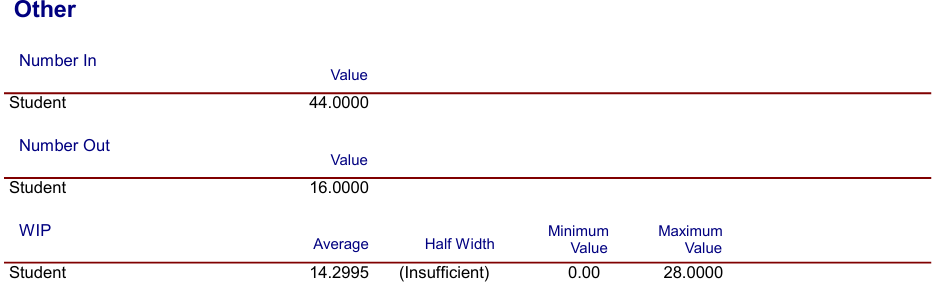 Other
Number In
Value
Student 44.0000
Number Out
Value
Student 16.0000
WIP
Average Half Width Minimum Value Maximum Value
Student 14.2995 (Insufficient) 0.00 28.0000